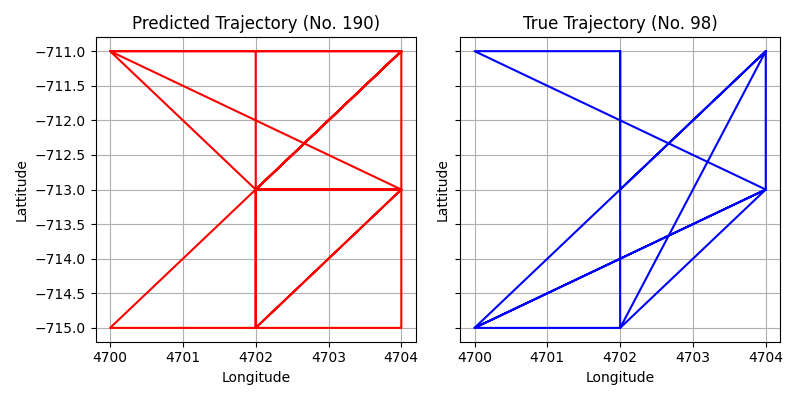 Predicted Trajectory (No. 190)
True Trajectory (No. 98)
−711.0
−711.5
−712.0
−712.5
−713.0
−713.5
−714.0
−714.5
−715.0
Lattitude
Lattitude
4700 4701 4702 4703 4704
4700 4701 4702 4703 4704
Longitude
Longitude